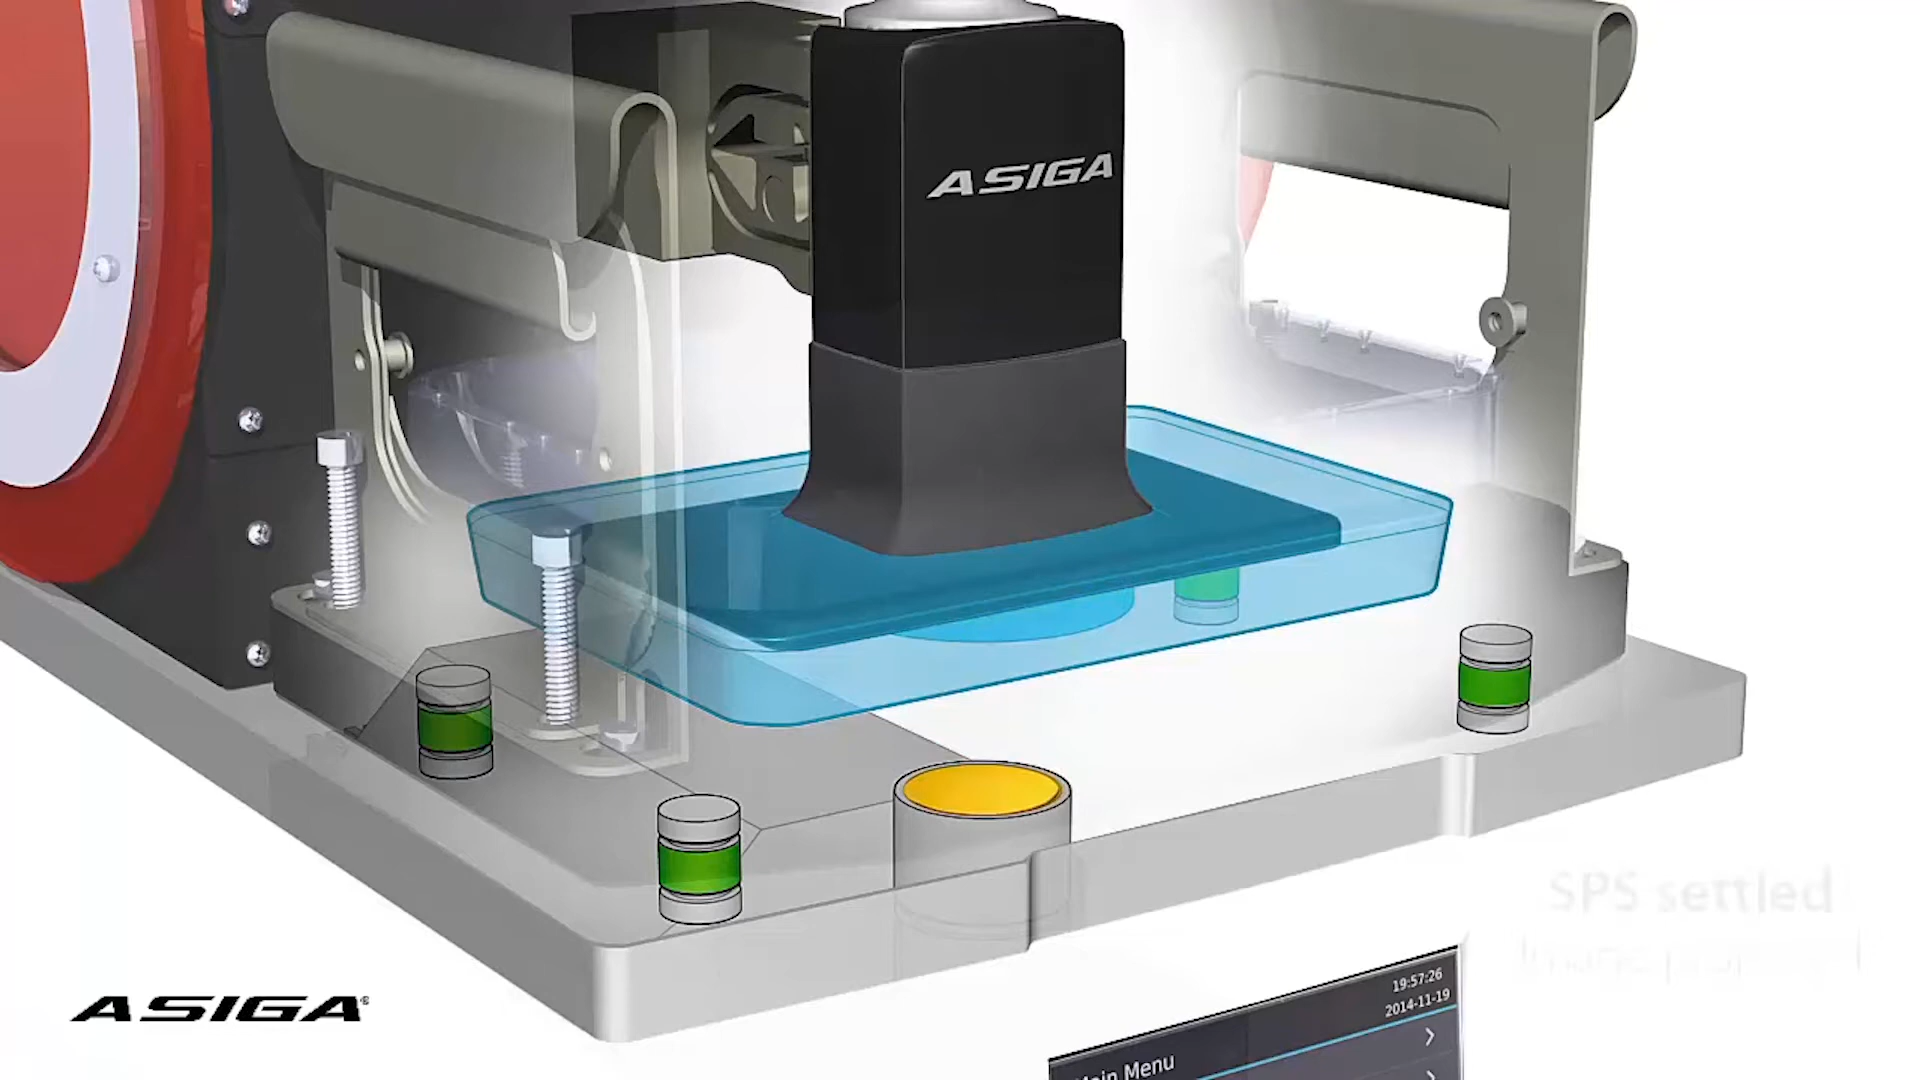 ASIGA
SPS settled
19:57:26
2014-11-19
Main Menu
ASIGA®